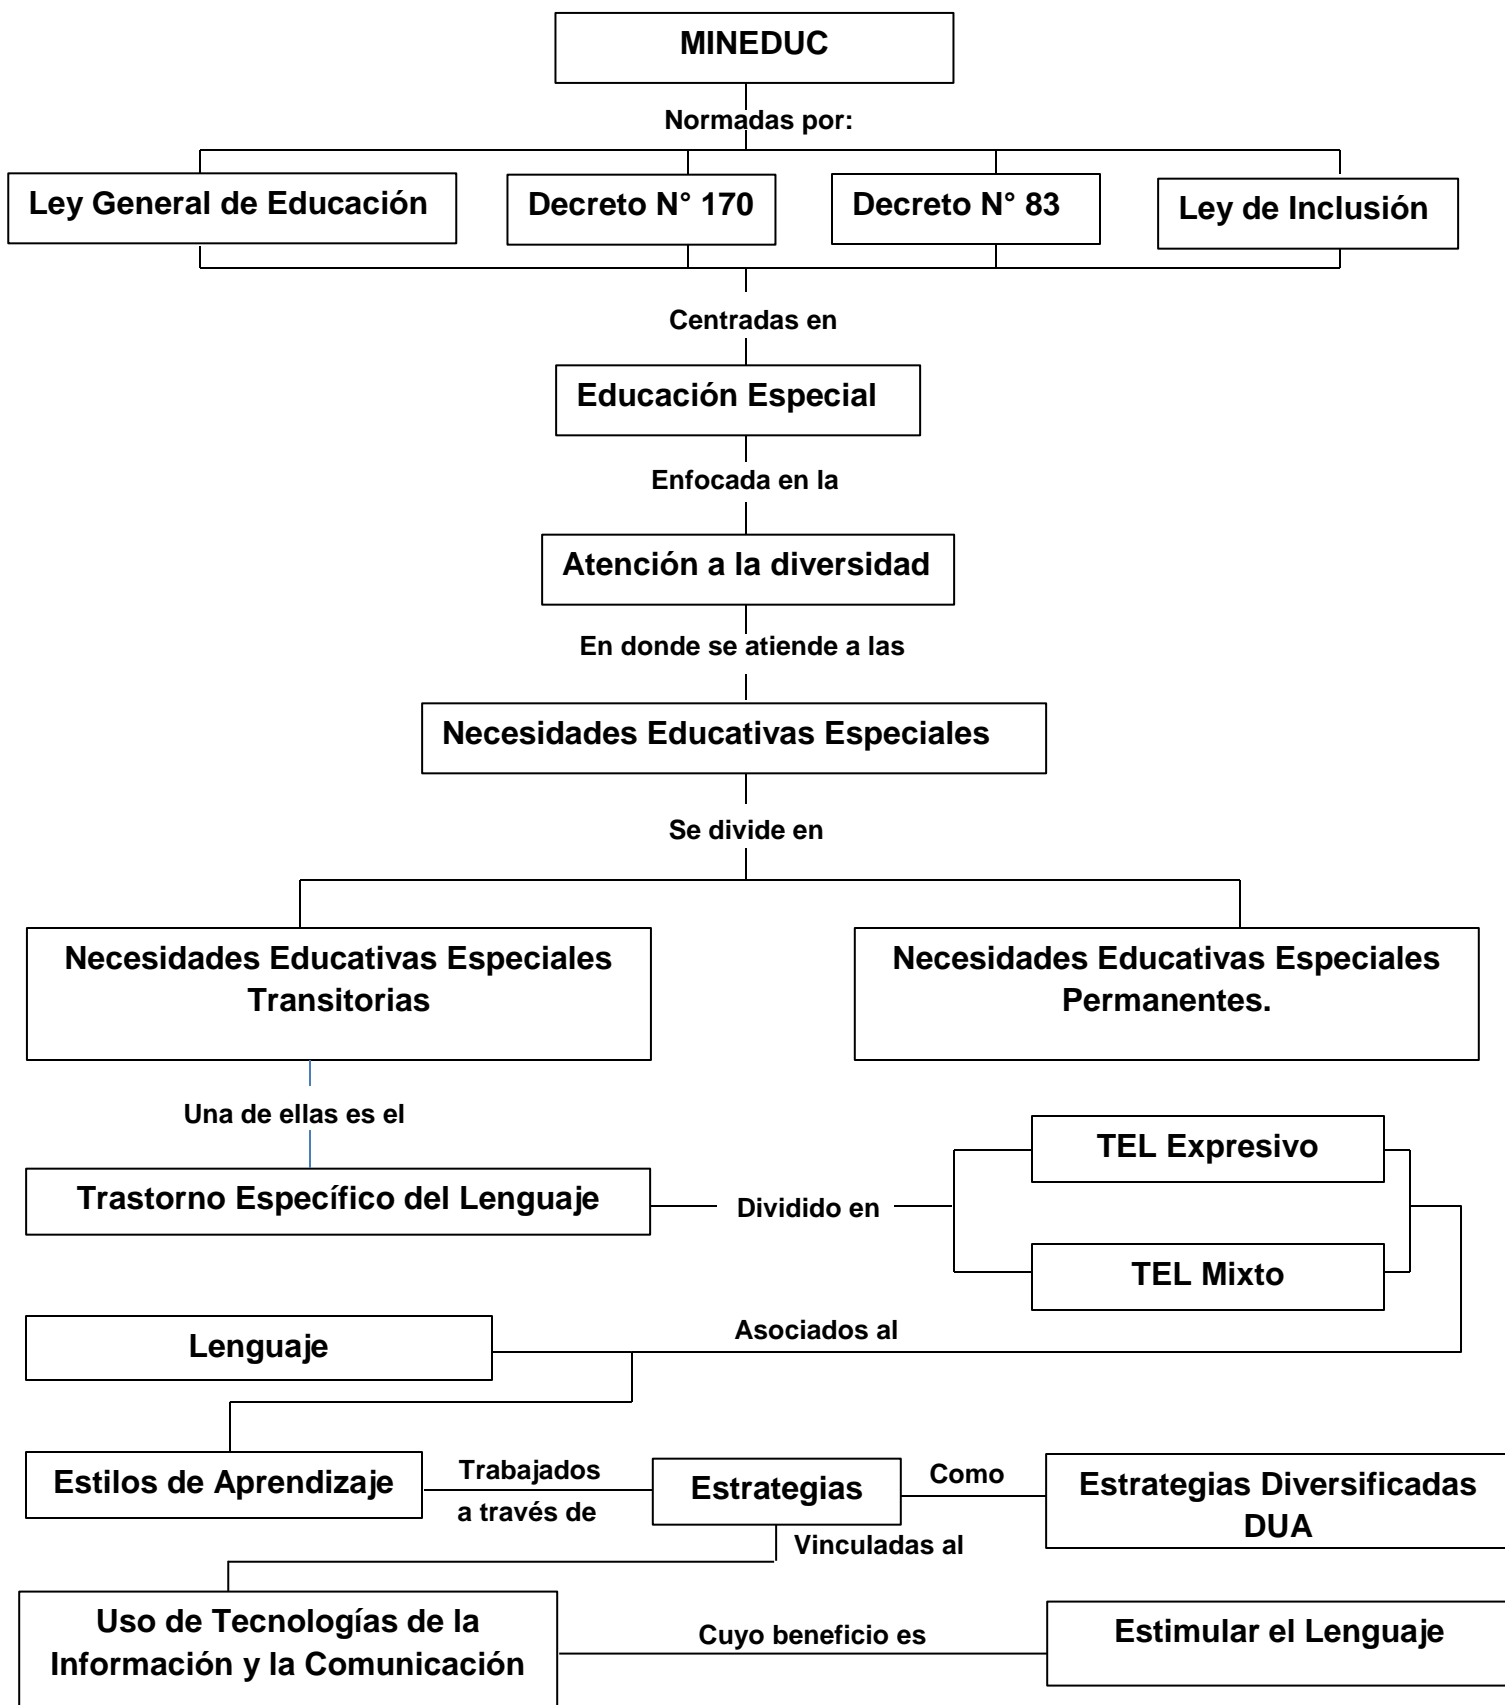 MINEDUC
Normadas por:
Ley General de Educación
Decreto N° 170
Decreto N° 83
Ley de Inclusión
Centradas en
Educación Especial
Enfocada en la
Atención a la diversidad
En donde se atiende a las
Necesidades Educativas Especiales
Se divide en
Necesidades Educativas Especiales
Transitorias
Necesidades Educativas Especiales
Permanentes.
Una de ellas es el
Trastorno Específico del Lenguaje
Dividido en
TEL Expresivo
TEL Mixto
Asociados al
Lenguaje
Estilos de Aprendizaje
Trabajados
a través de
Estrategias
Como
Estrategias Diversificadas
DUA
Vinculadas al
Uso de Tecnologías de la
Información y la Comunicación
Cuyo beneficio es
Estimular el Lenguaje